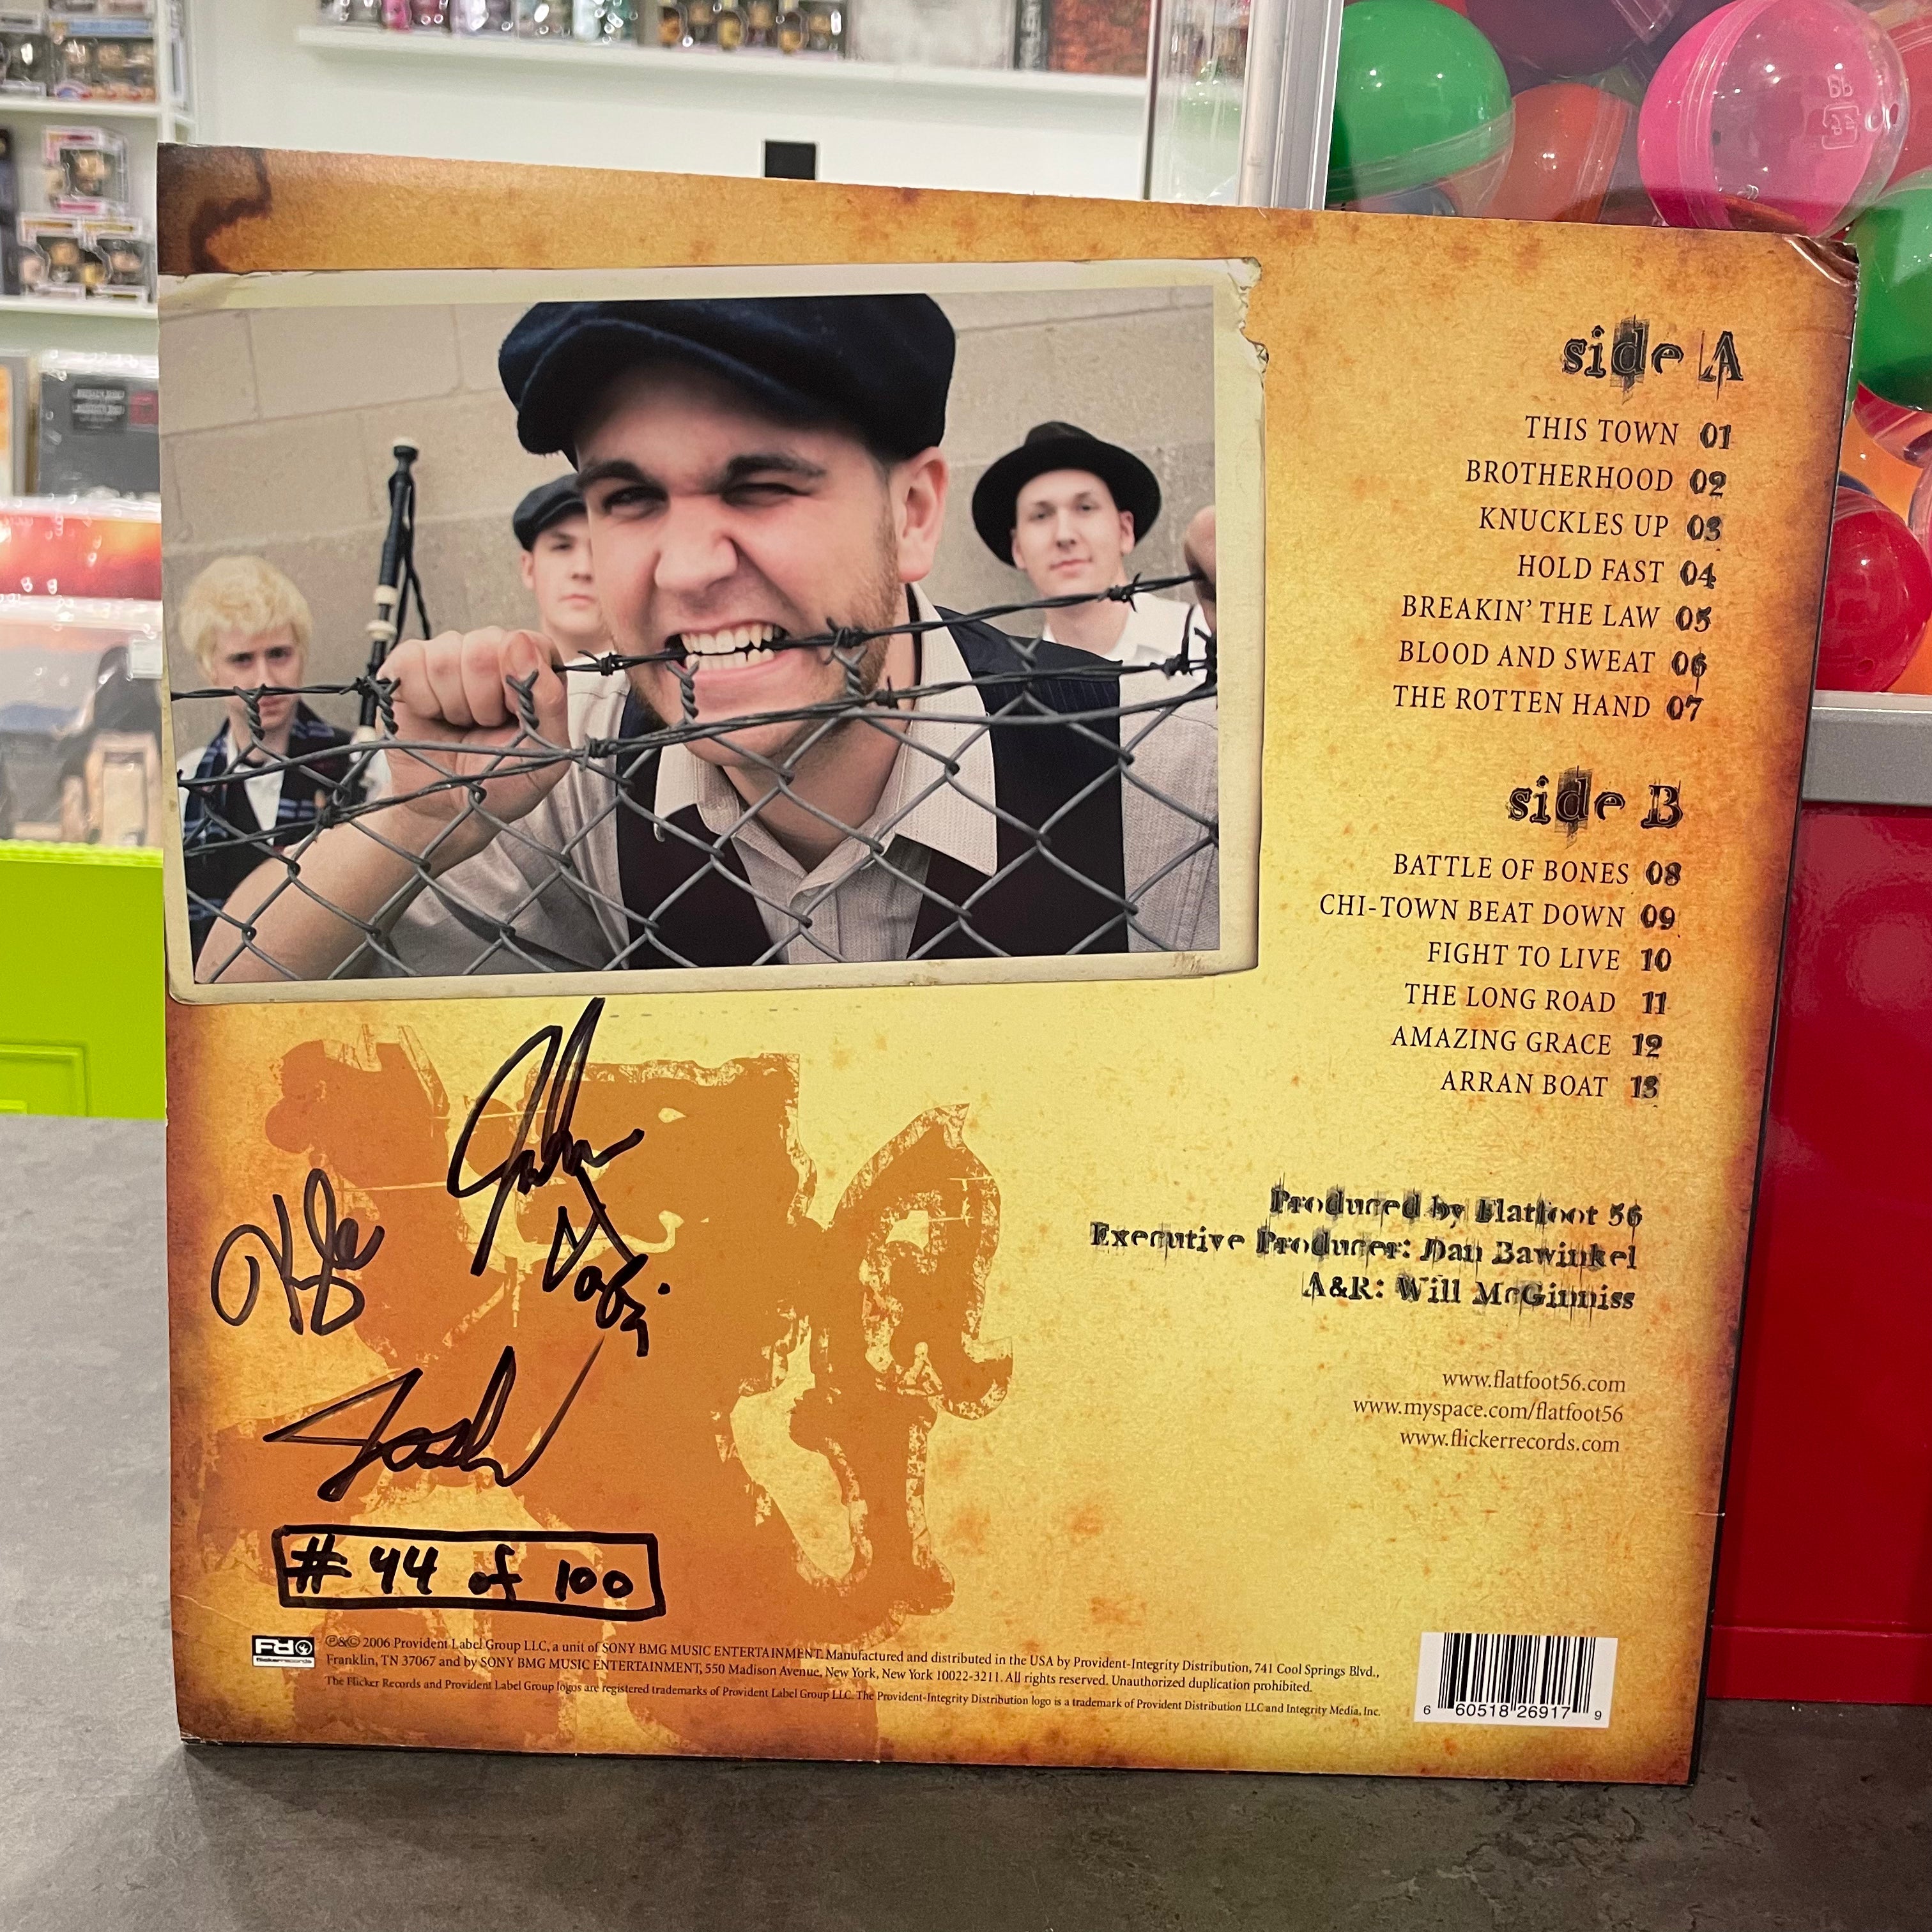 side A
THIS TOWN 01
BROTHERHOOD 02
KNUCKLES UP 03
HOLD FAST 04
BREAKIN' THE LAW 05
BLOOD AND SWEAT 06
THE ROTTEN HAND 07
side B
BATTLE OF BONES 08
CHI-TOWN BEAT DOWN 09
FIGHT TO LIVE 10
THE LONG ROAD 11
AMAZING GRACE 12
ARRAN BOAT 13
Produced by Flatfoot 56
Executive Producer: Dan Bawinkel
A&R: Will McGinniss
www.flatfoot56.com
www.myspace.com/flatfoot56
www.flickerrecords.com
Kyle
Josh
# 44 of 100
FR
flickerrecords
℗&© 2006 Provident Label Group LLC, a unit of SONY BMG MUSIC ENTERTAINMENT. Manufactured and distributed in the USA by Provident-Integrity Distribution, 741 Cool Springs Blvd.,
Franklin, TN 37067 and by SONY BMG MUSIC ENTERTAINMENT, 550 Madison Avenue, New York, New York 10022-3211. All rights reserved. Unauthorized duplication prohibited.
The Flicker Records and Provident Label Group logos are registered trademarks of Provident Label Group LLC. The Provident-Integrity Distribution logo is a trademark of Provident Distribution LLC and Integrity Media, Inc.
6 60518 26917 9